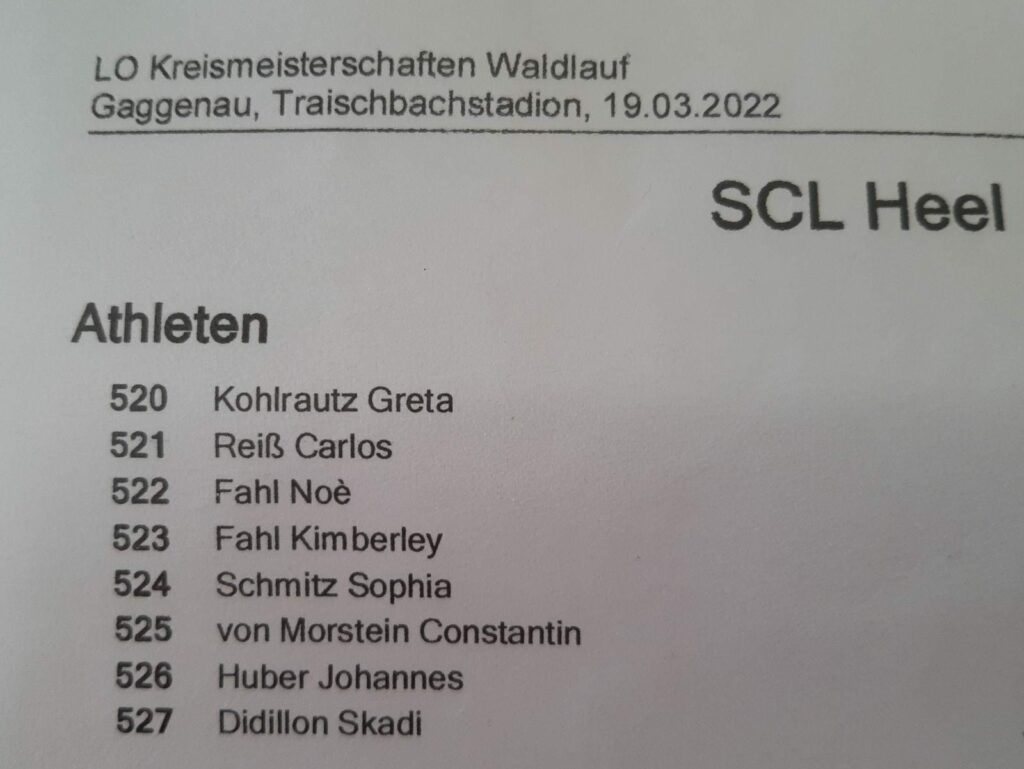 LO Kreismeisterschaften Waldlauf
Gaggenau, Traischbachstadion, 19.03.2022
SCL Heel
Athleten
520 Kohlrautz Greta
521 Reiß Carlos
522 Fahl Noè
523 Fahl Kimberley
524 Schmitz Sophia
525 von Morstein Constantin
526 Huber Johannes
527 Didillon Skadi